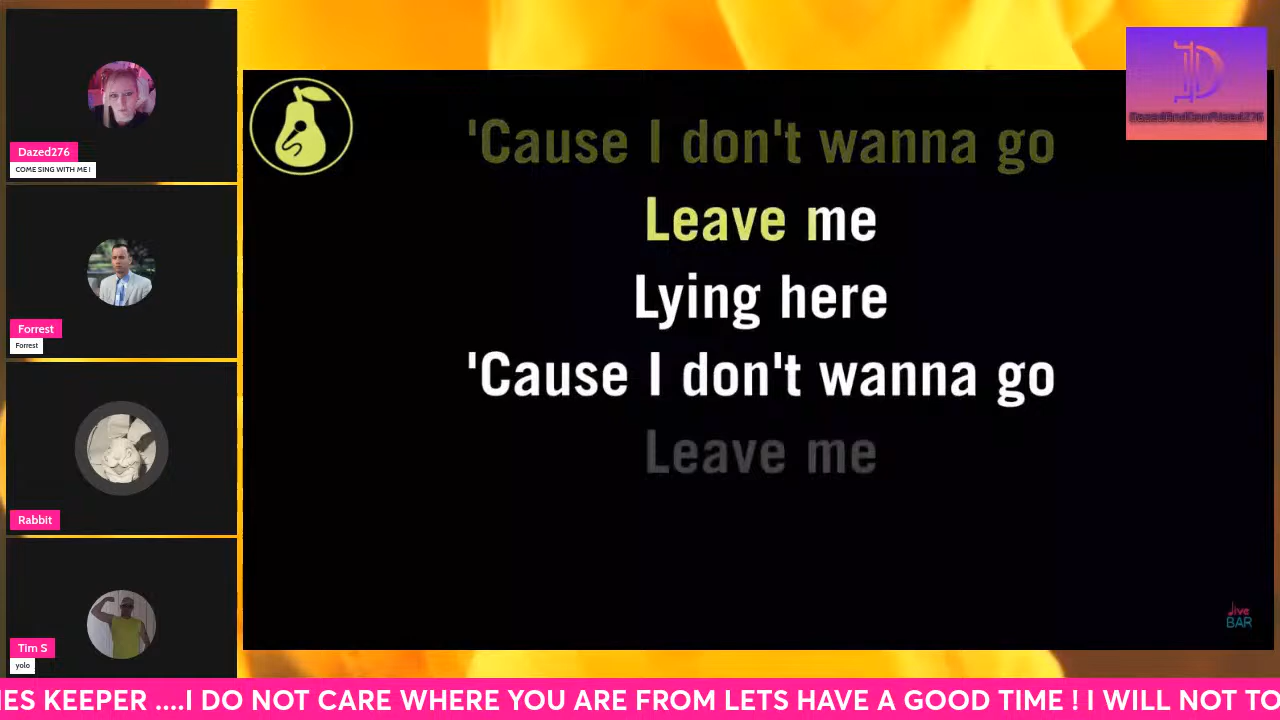 Dazed276
COME SING WITH ME !
Forrest
Forrest
Rabbit
Tim S
yolo
'Cause I don't wanna go
Leave me
Lying here
'Cause I don't wanna go
Leave me
DazedAndConfused276
Jive
BAR
IES KEEPER ....I DO NOT CARE WHERE YOU ARE FROM LETS HAVE A GOOD TIME ! I WILL NOT TO